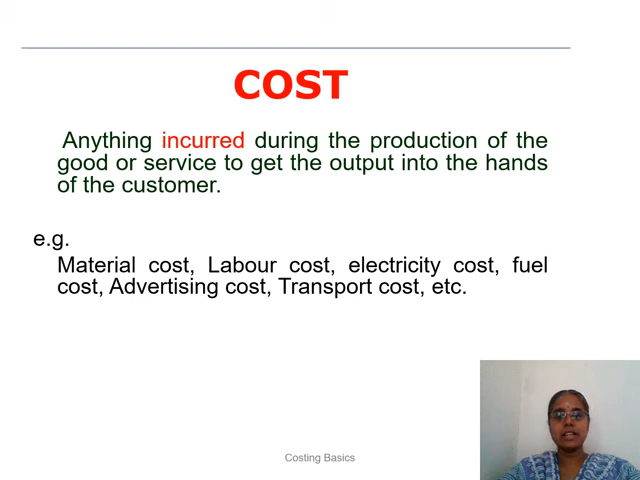 COST
Anything incurred during the production of the
good or service to get the output into the hands
of the customer.
e.g.
Material cost, Labour cost, electricity cost, fuel
cost, Advertising cost, Transport cost, etc.
Costing Basics